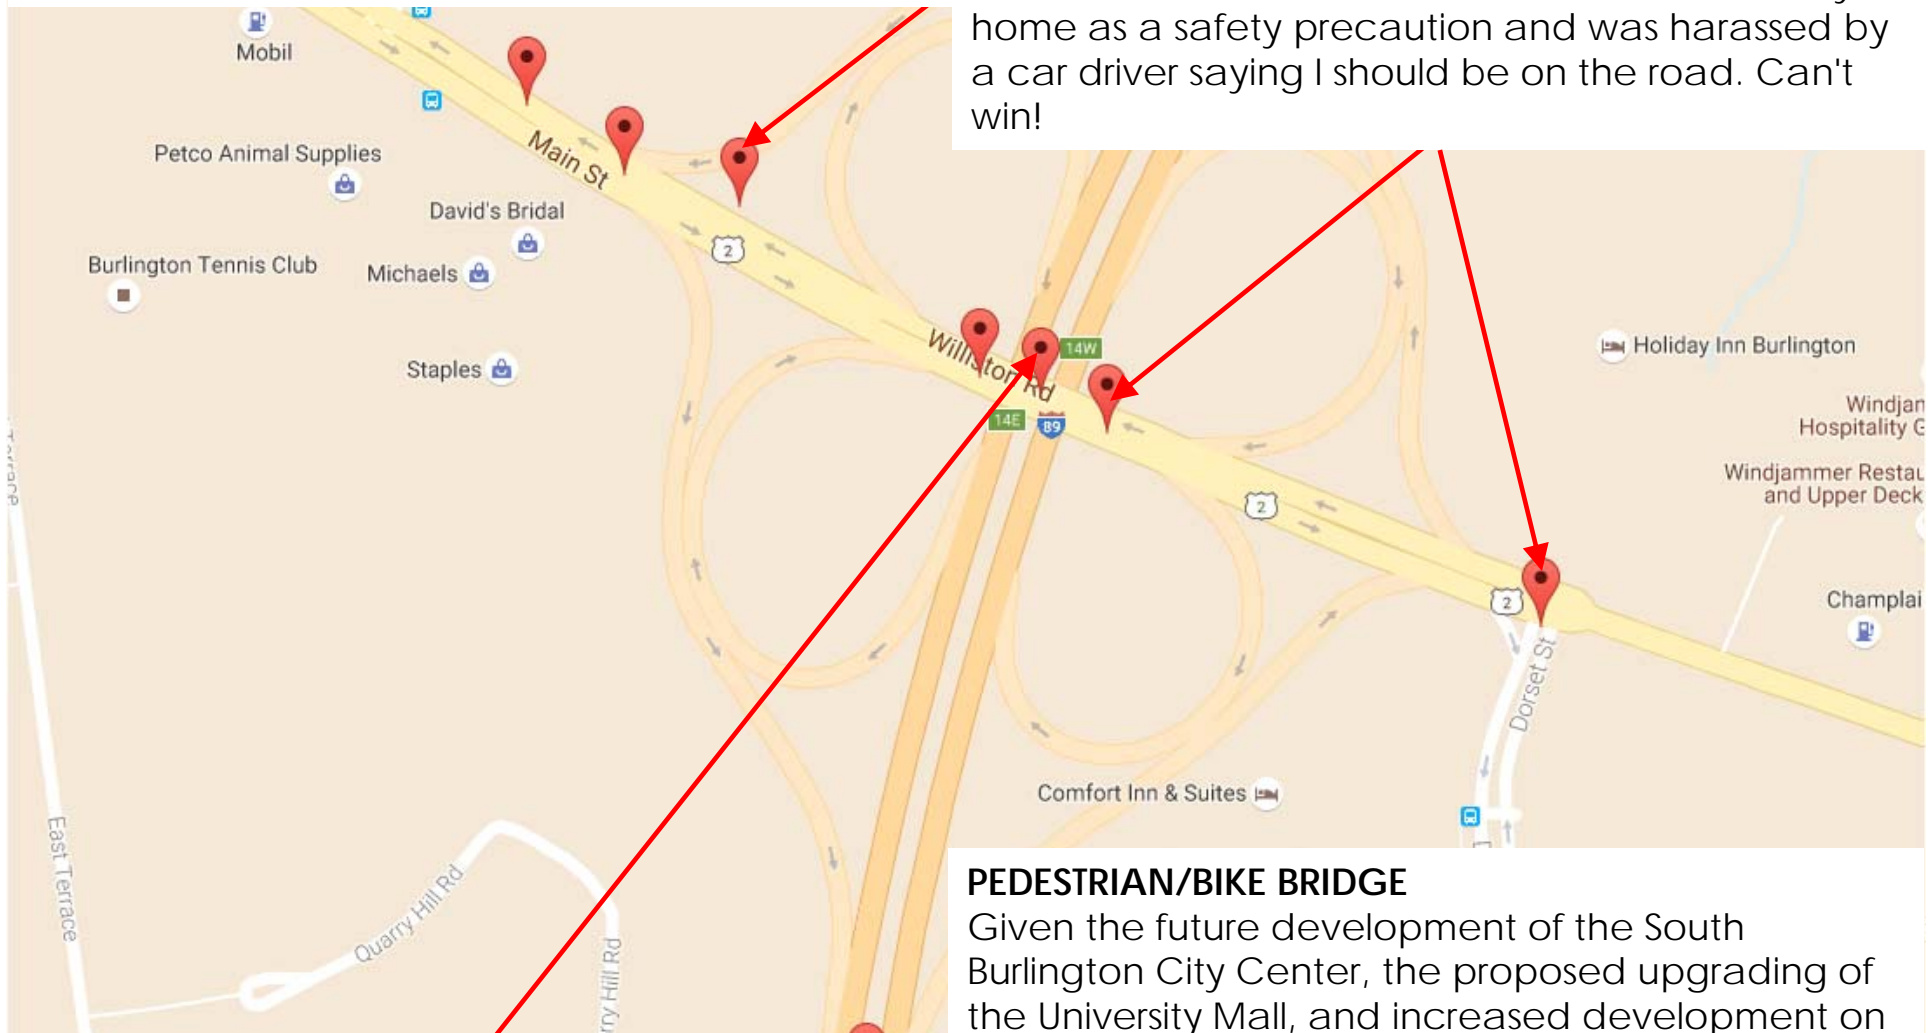 home as a safety precaution and was harassed by
a car driver saying I should be on the road. Can't
win!
Mobil
Petco Animal Supplies
Main St
David's Bridal
2
Burlington Tennis Club
Michaels
Staples
Williston Rd
14W
14E
89
Holiday Inn Burlington
Windjam
Hospitality G
Windjammer Restau
and Upper Deck
2
2
Champlai
Dorset St
Comfort Inn & Suites
East Terrace
Quarry Hill Rd
rry Hill Rd
PEDESTRIAN/BIKE BRIDGE
Given the future development of the South
Burlington City Center, the proposed upgrading of
the University Mall, and increased development on